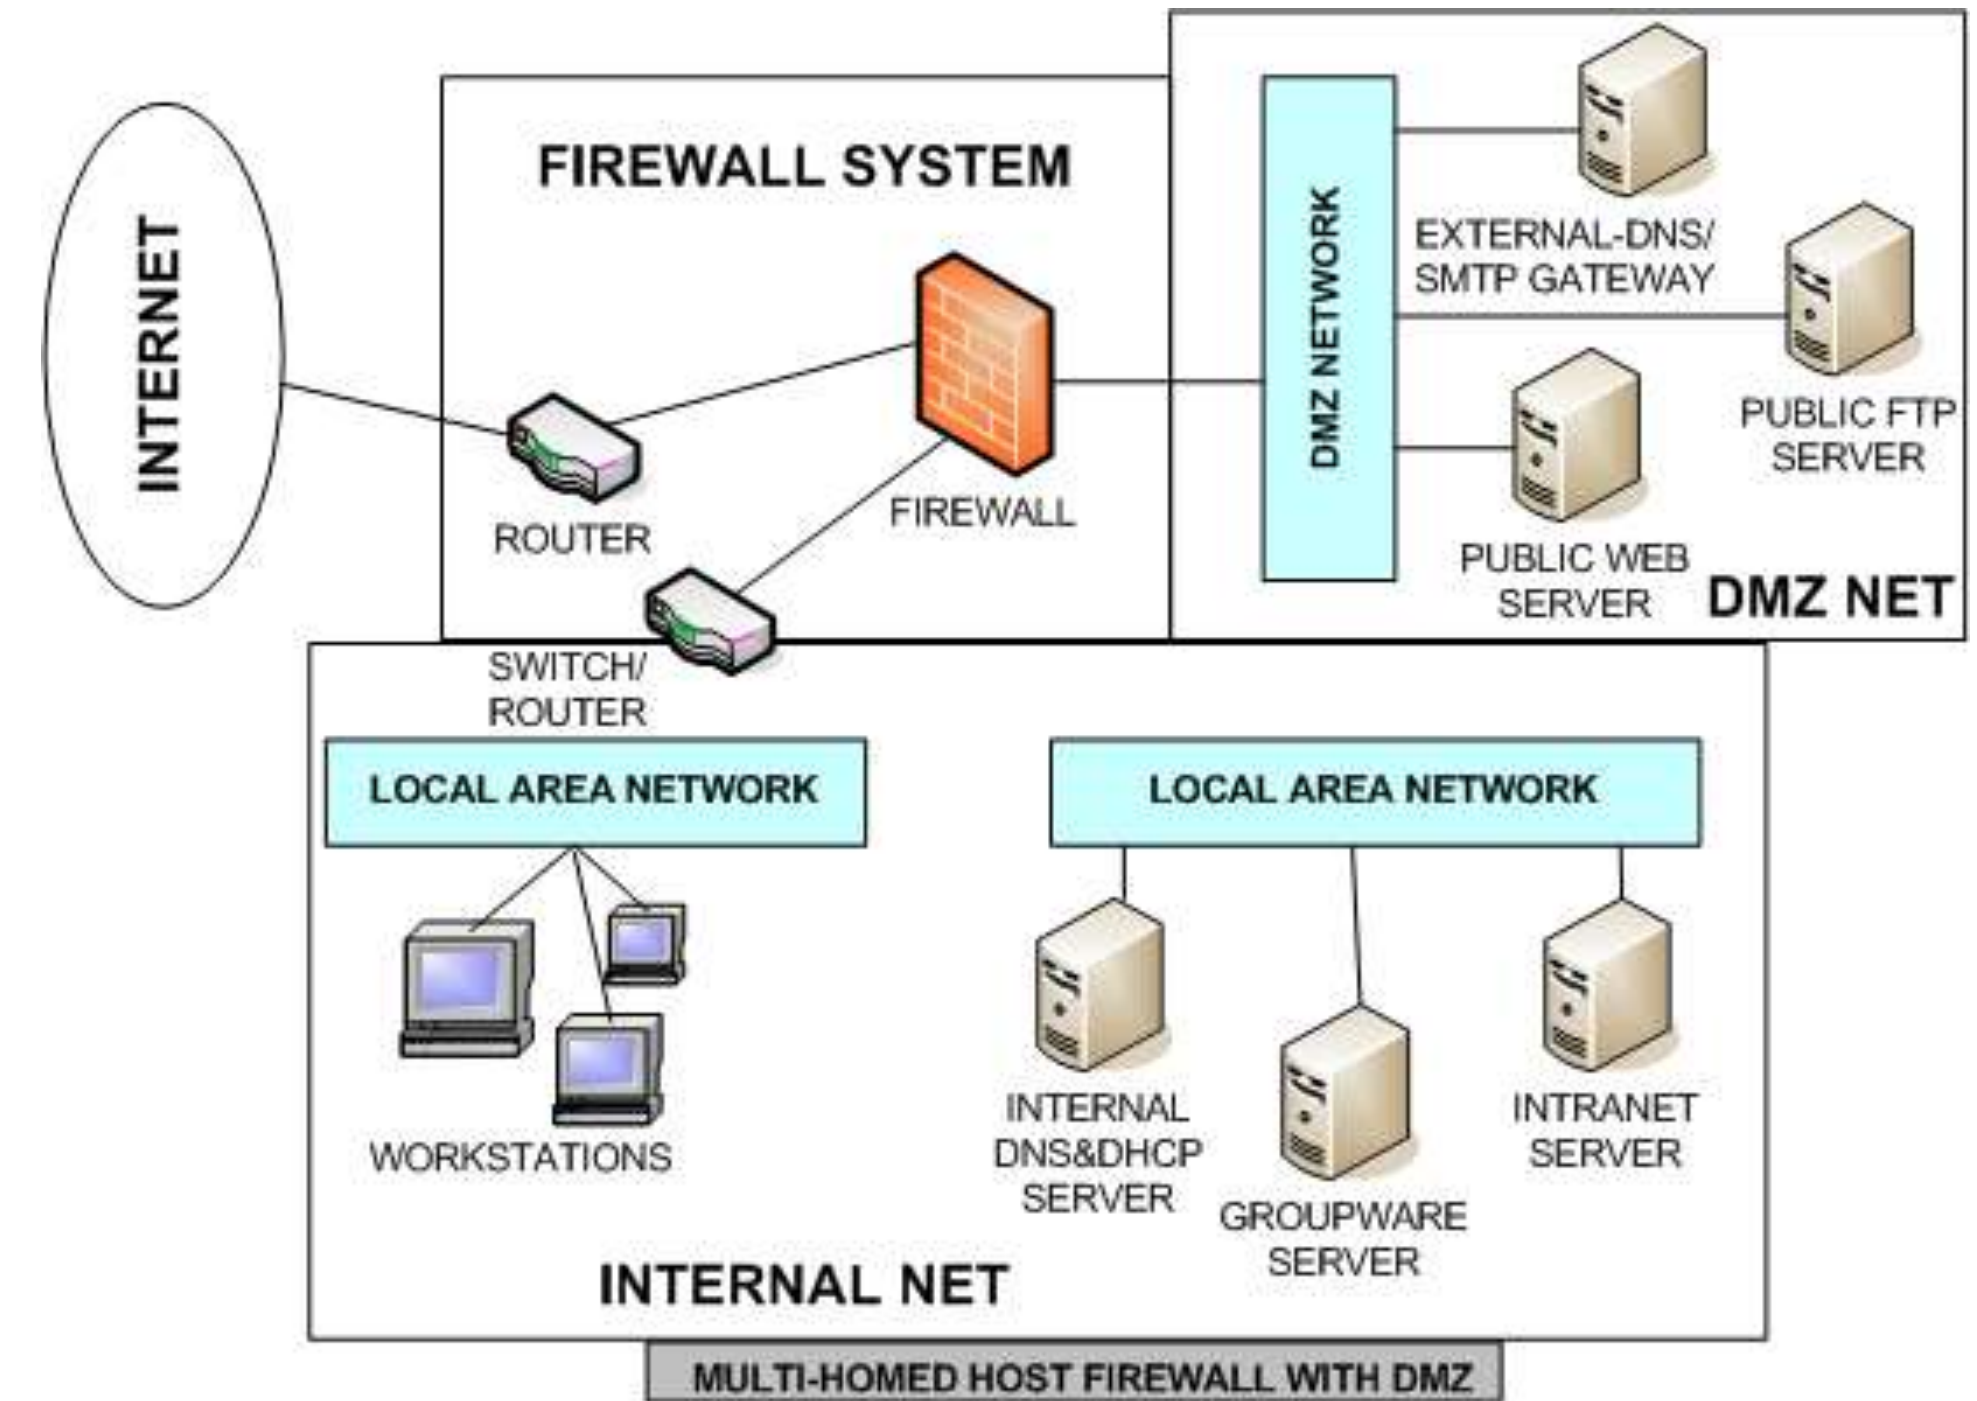 INTERNET
FIREWALL SYSTEM
ROUTER
FIREWALL
SWITCH/
ROUTER
DMZ NETWORK
EXTERNAL-DNS/
SMTP GATEWAY
PUBLIC FTP
SERVER
PUBLIC WEB
SERVER
DMZ NET
LOCAL AREA NETWORK
WORKSTATIONS
LOCAL AREA NETWORK
INTERNAL
DNS&DHCP
SERVER
GROUPWARE
SERVER
INTRANET
SERVER
INTERNAL NET
MULTI-HOMED HOST FIREWALL WITH DMZ